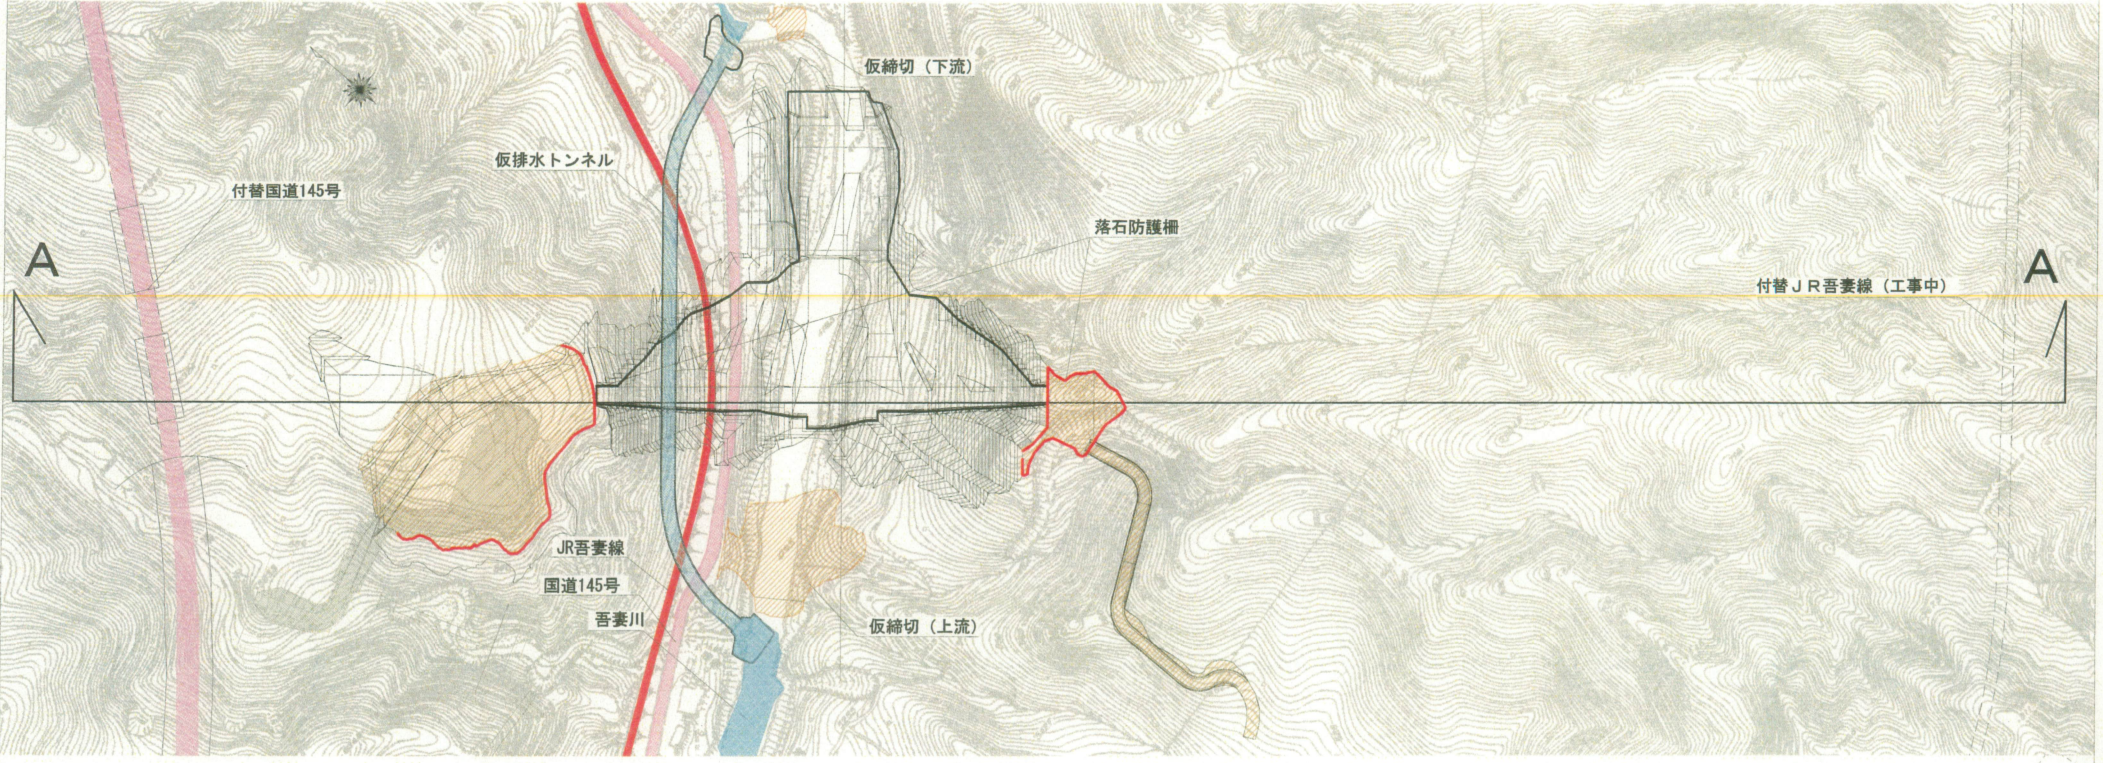 仮締切（下流）
仮排水トンネル
付替国道145号
落石防護柵
A
A
付替ＪＲ吾妻線（工事中）
JR吾妻線
国道145号
吾妻川
仮締切（上流）